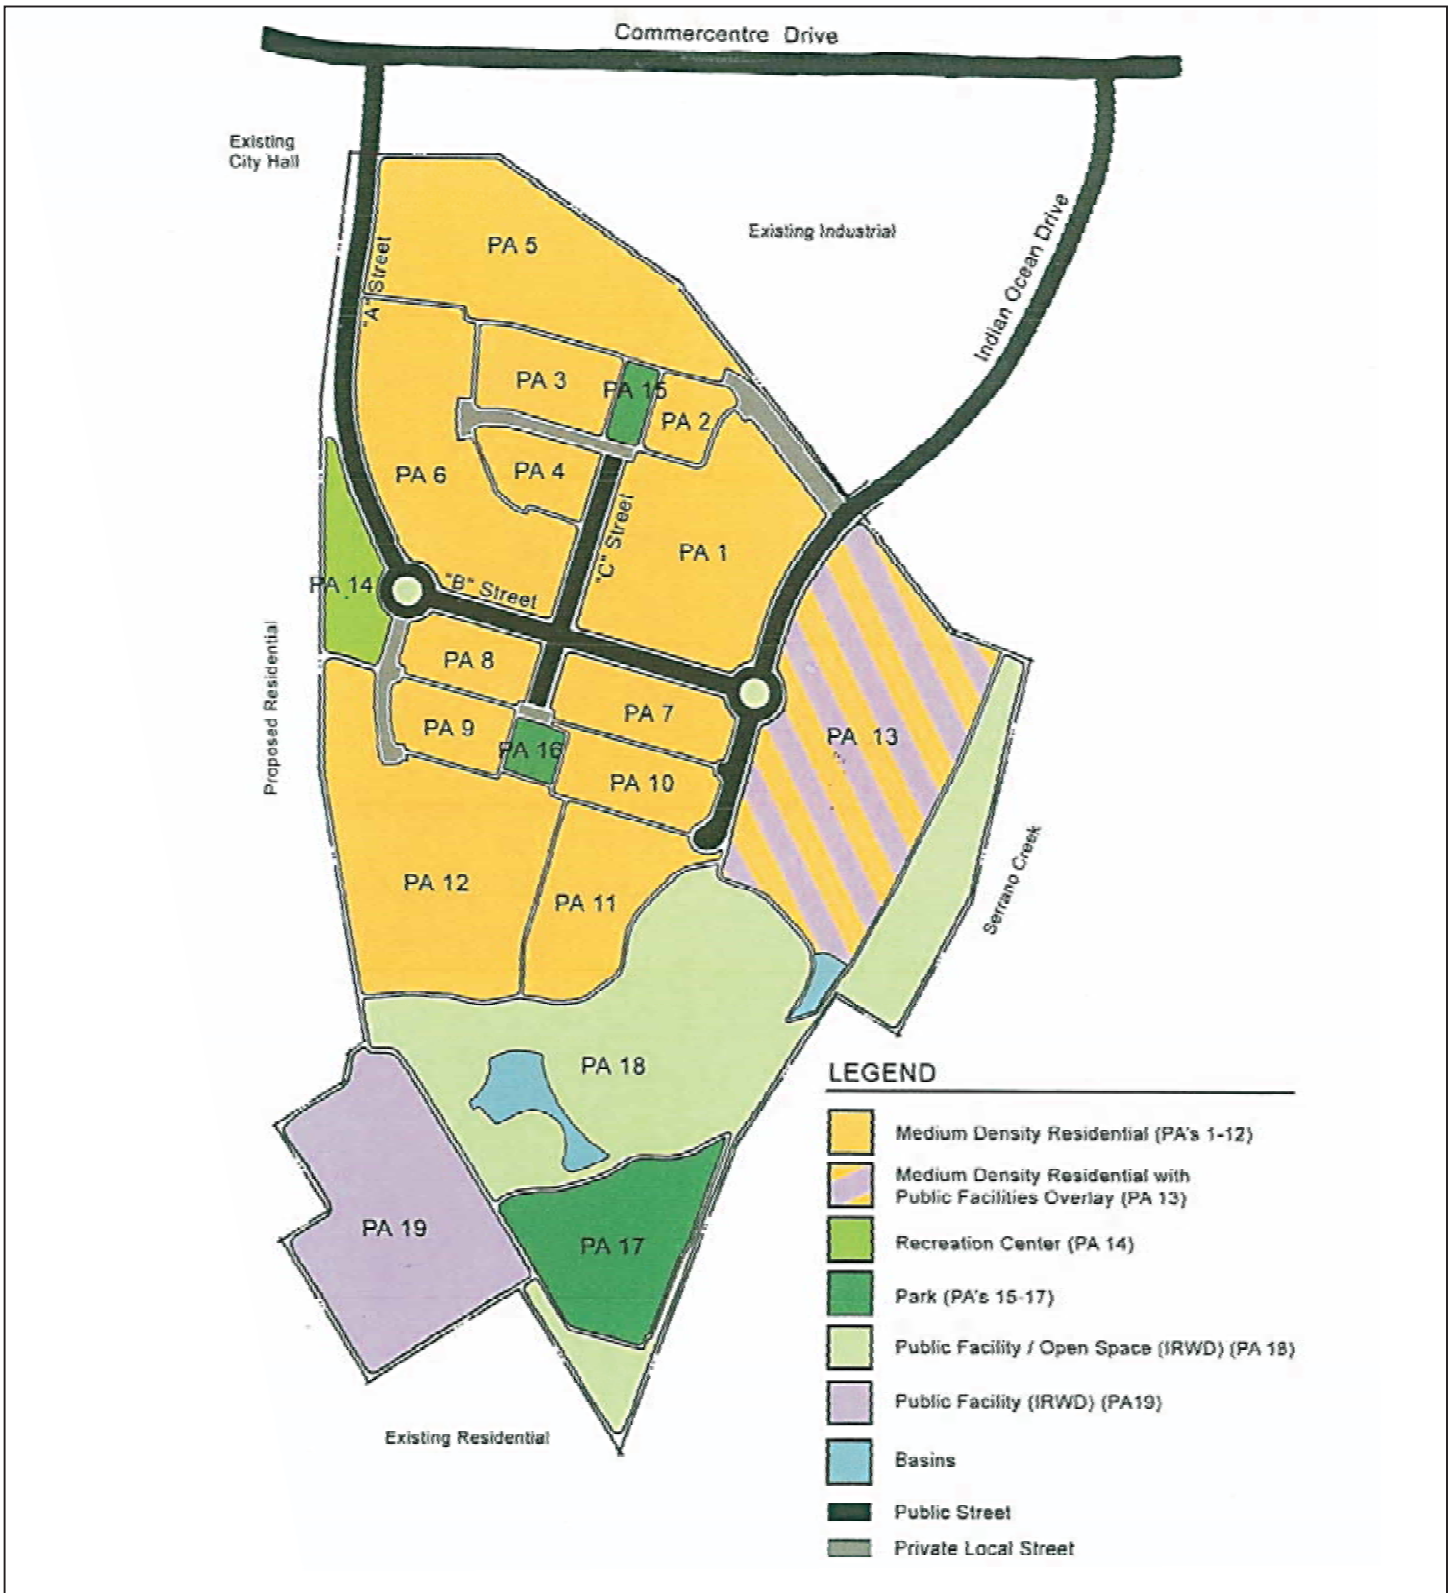 Commercentre Drive
Existing
City Hall
Existing Industrial
Indian Ocean Drive
"A" Street
PA 5
PA 3
PA 15
PA 2
PA 6
PA 4
"C" Street
PA 1
PA 14
"B" Street
PA 8
PA 7
PA 9
PA 16
PA 13
PA 10
Proposed Residential
PA 12
PA 11
Serrano Creek
PA 18
PA 19
PA 17
Existing Residential
LEGEND
Medium Density Residential (PA's 1-12)
Medium Density Residential with
Public Facilities Overlay (PA 13)
Recreation Center (PA 14)
Park (PA's 15-17)
Public Facility / Open Space (IRWD) (PA 18)
Public Facility (IRWD) (PA19)
Basins
Public Street
Private Local Street